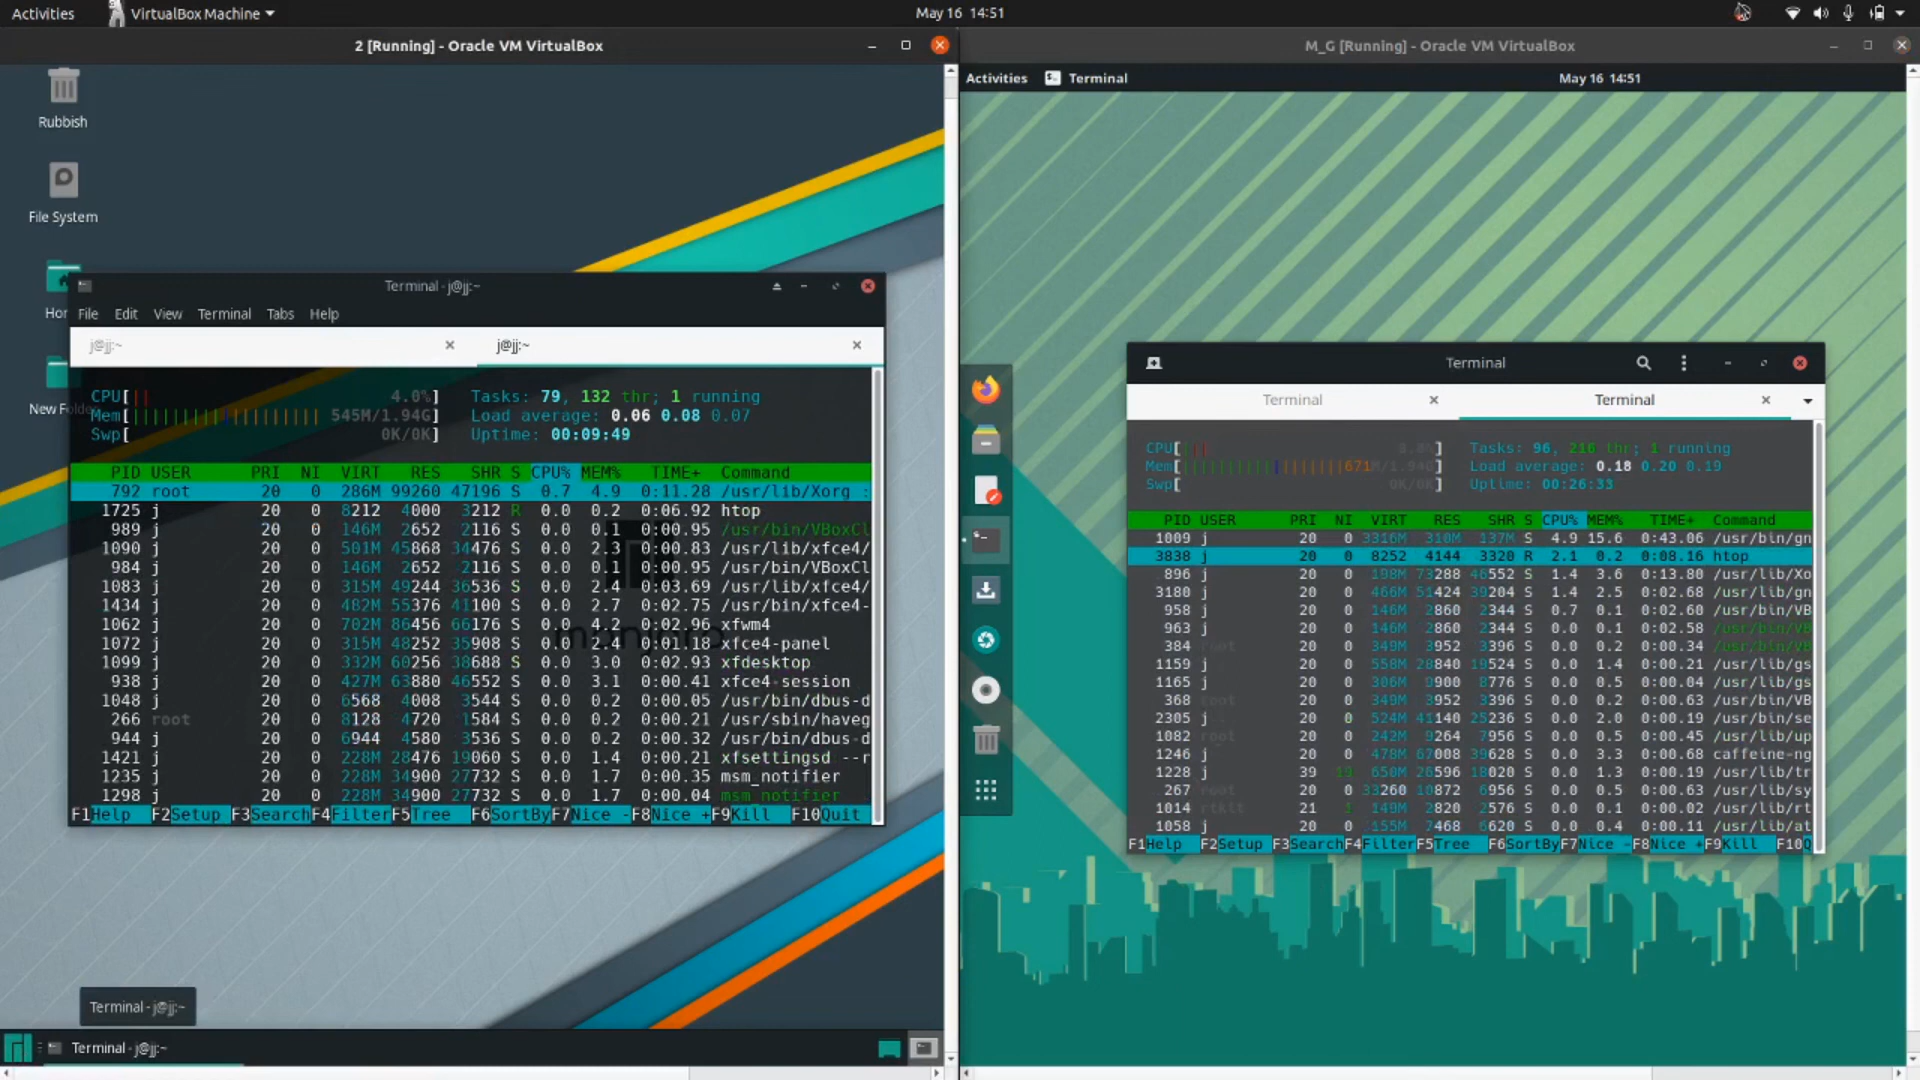 Activities VirtualBox Machine May 16 14:51
2 [Running] - Oracle VM VirtualBox
Rubbish
File System
New
Terminal - j@jj:~
File Edit View Terminal Tabs Help
j@jj:~ j@jj:~
CPU[|| 4.0%] Tasks: 79, 132 thr; 1 running
Mem[ 545M/1.94G] Load average: 0.06 0.08 0.07
Swp[ 0K/0K] Uptime: 00:09:49
PID USER PRI NI VIRT RES SHR S CPU% MEM% TIME+ Command
792 root 20 0 286M 99260 47196 S 0.7 4.9 0:11.28 /usr/lib/Xorg :
1725 j 20 0 8212 4000 3212 R 0.0 0.2 0:06.92 htop
989 j 20 0 146M 2652 2116 S 0.0 0.1 0:00.95 /usr/bin/VBoxCl
1090 j 20 0 501M 45868 34476 S 0.0 2.3 0:00.83 /usr/lib/xfce4/
984 j 20 0 146M 2652 2116 S 0.0 0.1 0:00.95 /usr/bin/VBoxCl
1083 j 20 0 315M 49244 36536 S 0.0 2.4 0:03.69 /usr/lib/xfce4/
1434 j 20 0 482M 55376 41100 S 0.0 2.7 0:02.75 /usr/bin/xfce4-
1062 j 20 0 702M 86456 66176 S 0.0 4.2 0:02.96 xfwm4
1072 j 20 0 315M 48252 35908 S 0.0 2.4 0:01.18 xfce4-panel
1099 j 20 0 332M 60256 38688 S 0.0 3.0 0:02.93 xfdesktop
938 j 20 0 427M 63880 46552 S 0.0 3.1 0:00.41 xfce4-session
1048 j 20 0 6568 4008 3544 S 0.0 0.2 0:00.05 /usr/bin/dbus-d
266 root 20 0 8128 4720 1584 S 0.0 0.2 0:00.21 /usr/sbin/haveg
944 j 20 0 6944 4580 3536 S 0.0 0.2 0:00.32 /usr/bin/dbus-d
1421 j 20 0 228M 28476 19060 S 0.0 1.4 0:00.21 xfsettingsd --r
1235 j 20 0 228M 34900 27732 S 0.0 1.7 0:00.35 msm_notifier
1298 j 20 0 228M 34900 27732 S 0.0 1.7 0:00.04 msm_notifier
F1Help F2Setup F3SearchF4FilterF5Tree F6SortByF7Nice -F8Nice +F9Kill F10Quit
Terminal - j@jj:~
Terminal - j@jj:~
M_G [Running] - Oracle VM VirtualBox
Activities Terminal May 16 14:51
Terminal
Terminal Terminal
CPU[ ] Tasks: 96, 216 thr; 1 running
Mem[ 671M/1.94G] Load average: 0.18 0.20 0.19
Swp[ 0K/0K] Uptime: 00:26:33
PID USER PRI NI VIRT RES SHR S CPU% MEM% TIME+ Command
1009 j 20 0 3316M 310M 137M S 4.9 15.6 0:43.06 /usr/bin/gn
3838 j 20 0 8252 4144 3320 R 2.1 0.2 0:08.16 htop
896 j 20 0 198M 73288 46552 S 1.4 3.6 0:13.80 /usr/lib/Xo
3180 j 20 0 466M 51424 39204 S 1.4 2.5 0:02.68 /usr/lib/gn
958 j 20 0 146M 2860 2344 S 0.7 0.1 0:02.60 /usr/bin/VB
963 j 20 0 146M 2860 2344 S 0.0 0.1 0:02.58 /usr/bin/VB
384 root 20 0 349M 3952 3396 S 0.0 0.2 0:00.34 /usr/bin/VB
1159 j 20 0 558M 28840 19524 S 0.0 1.4 0:00.21 /usr/lib/gs
1165 j 20 0 306M 9900 8776 S 0.0 0.5 0:00.04 /usr/lib/gs
368 root 20 0 349M 3952 3396 S 0.0 0.2 0:00.63 /usr/bin/VB
2305 j 20 0 524M 41140 25236 S 0.0 2.0 0:00.19 /usr/bin/se
1082 root 20 0 242M 9264 7956 S 0.0 0.5 0:00.45 /usr/lib/up
1246 j 20 0 478M 67008 39628 S 0.0 3.3 0:00.68 caffeine-ng
1228 j 39 19 650M 26596 18020 S 0.0 1.3 0:00.19 /usr/lib/tr
267 root 20 0 33260 10872 6956 S 0.0 0.5 0:00.63 /usr/lib/sy
1014 rtkit 21 1 149M 2820 2576 S 0.0 0.1 0:00.02 /usr/lib/rt
1058 j 20 0 155M 7468 6620 S 0.0 0.4 0:00.11 /usr/lib/at
F1Help F2Setup F3SearchF4FilterF5Tree F6SortByF7Nice -F8Nice +F9Kill F10Q